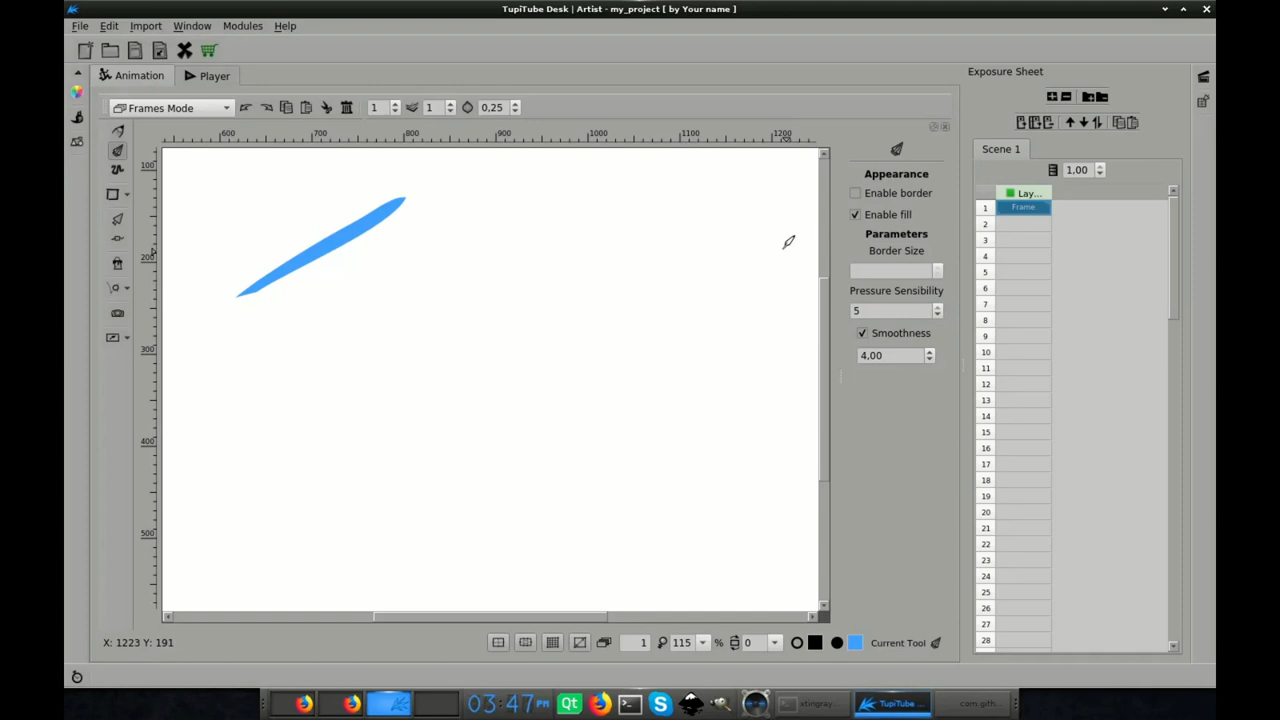 TupiTube Desk | Artist - my_project [ by Your name ]
File Edit Import Window Modules Help
Animation Player
Exposure Sheet
Frames Mode 1 1 0.25
600 700 800 900 1000 1100 1200
100
200
300
400
500
Appearance
Enable border
Enable fill
Parameters
Border Size
Pressure Sensibility
5
Smoothness
4,00
Scene 1
1,00
Lay...
1 Frame
2
3
4
5
6
7
8
9
10
11
12
13
14
15
16
17
18
19
20
21
22
23
24
25
26
27
28
X: 1223 Y: 191 1 115 % 0 Current Tool
03:47 PM Qt xtingray... TupiTube ... com.gith...